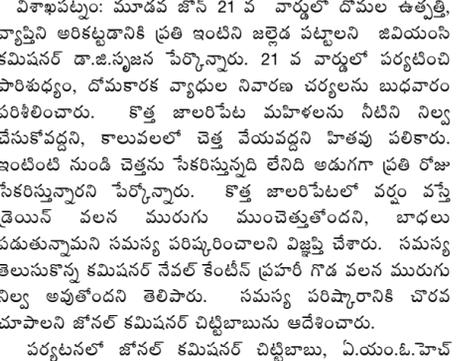 విశాఖపట్నం: మూడవ జోన్ 21 వ వార్డులో దోమల ఉత్పత్తి,
వ్యాప్తిని అరికట్టడానికి ప్రతి ఇంటిని జల్లెడ పట్టాలని జివియంసి
కమిషనర్ డా.జి.సృజన పేర్కొన్నారు. 21 వ వార్డులో పర్యటించి
పారిశుధ్యం, దోమకారక వ్యాధుల నివారణ చర్యలను బుధవారం
పరిశీలించారు. కొత్త జాలరిపేట మహిళలను నీటిని నిల్వ
చేసుకోవద్దని, కాలువలలో చెత్త వేయవద్దని హితవు పలికారు.
ఇంటింటి నుండి చెత్తను సేకరిస్తున్నది లేనిది అడుగగా ప్రతి రోజు
సేకరిస్తున్నారని పేర్కోన్నారు. కొత్త జాలరిపేటలో వర్షం వస్తే
డ్రెయిన్ వలన మురుగు ముంచెత్తుతోందని, బాధలు
పడుతున్నామని సమస్య పరిష్కరించాలని విజ్ఞప్తి చేశారు. సమస్య
తెలుసుకొన్న కమిషనర్ నేవల్ కేంటీన్ ప్రహరీ గొడ వలన మురుగు
నిల్వ అవుతోందని తెలిపారు. సమస్య పరిష్కారానికి చొరవ
చూపాలని జోనల్ కమిషనర్ చిట్టిబాబును ఆదేశించారు.
పర్యటనలో జోనల్ కమిషనర్ చిట్టిబాబు, ఏ.యం.ఓ.హెచ్